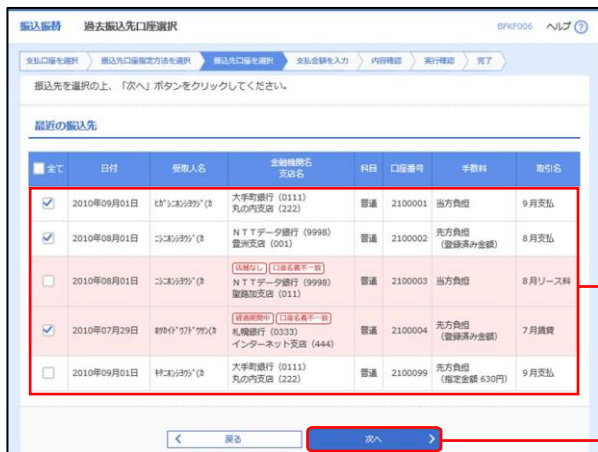 振込振替 過去振込先口座選択 BFKF006 ヘルプ ?
支払口座を選択 振込先口座指定方法を選択 振込先口座を選択 支払金額を入力 内容確認 実行確認 完了
振込先を選択の上、「次へ」ボタンをクリックしてください。
最近の振込先
全て 日付 受取人名 金融機関名 科目 口座番号 手数料 取引名
支店名
2010年09月01日 ﾋｶﾞｼﾆﾎﾝｼﾖｳｼﾞ(ｶ 大手町銀行 (0111) 普通 2100001 当方負担 9月支払
丸の内支店 (222)
2010年08月01日 ﾆｼﾆﾎﾝｼﾖｳｼﾞ(ｶ NTTデータ銀行 (9998) 普通 2100002 先方負担 8月支払
豊洲支店 (001) (登録済み金額)
店舗なし 口座名義不一致
2010年08月01日 ﾆｼﾆﾎﾝｼﾖｳｼﾞ(ｶ NTTデータ銀行 (9998) 普通 2100003 当方負担 8月リース料
聖路加支店 (011)
経過期間中 口座名義不一致
2010年07月29日 札幌銀行 (0333) 普通 2100004 先方負担 7月賃貸
インターネット支店 (444) (登録済み金額)
2010年09月01日 ｷﾀﾆﾎﾝｼﾖｳｼﾞ(ｶ 大手町銀行 (0111) 普通 2100099 先方負担 9月支払
丸の内支店 (222) (指定金額 630円)
戻る 次へ